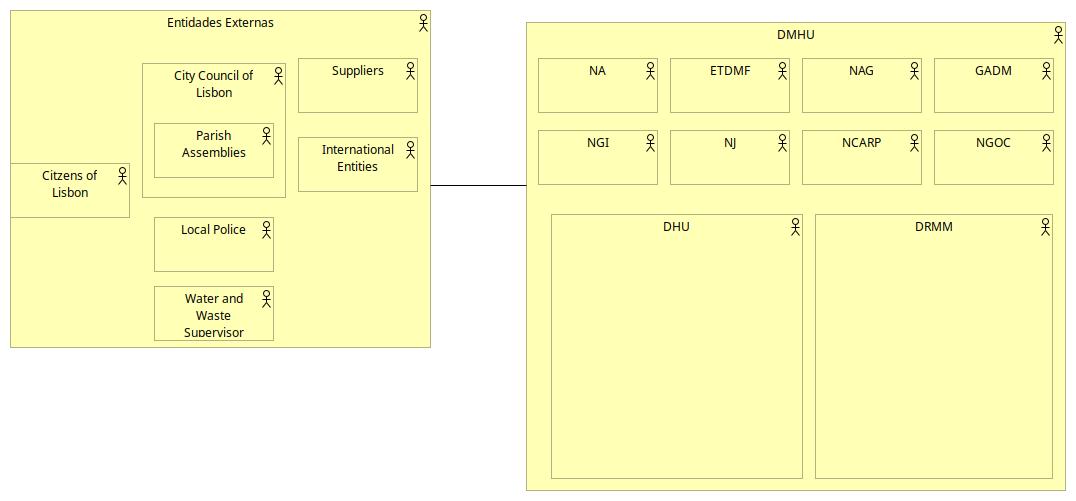 Entidades Externas
City Council of
Lisbon
Suppliers
Parish
Assemblies
International
Entities
Citzens of
Lisbon
Local Police
Water and
Waste
Supervisor
DMHU
NA
ETDMF
NAG
GADM
NGI
NJ
NCARP
NGOC
DHU
DRMM